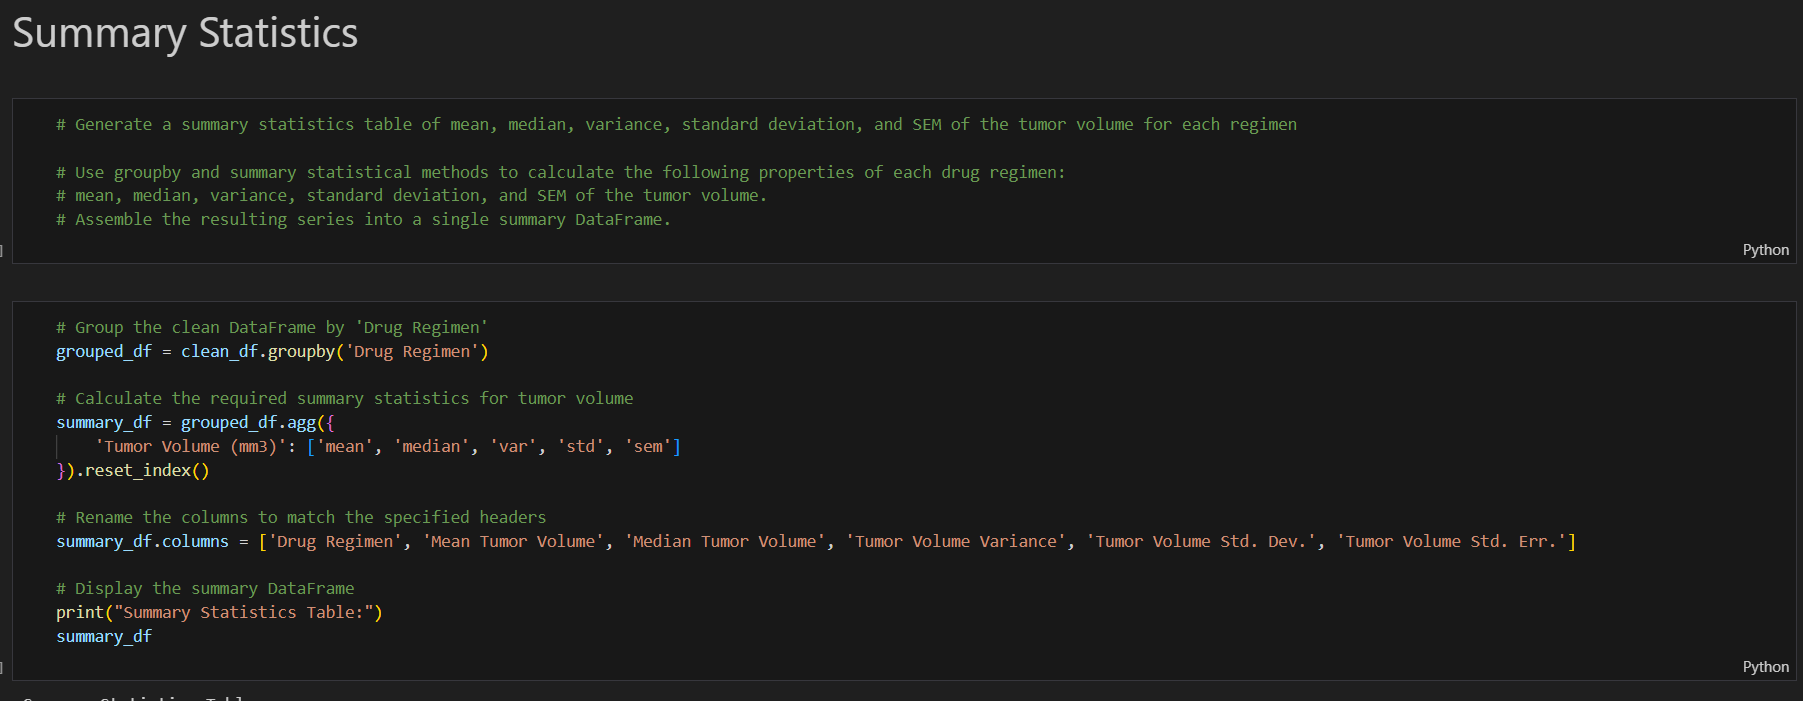 Summary Statistics
# Generate a summary statistics table of mean, median, variance, standard deviation, and SEM of the tumor volume for each regimen
# Use groupby and summary statistical methods to calculate the following properties of each drug regimen:
# mean, median, variance, standard deviation, and SEM of the tumor volume.
# Assemble the resulting series into a single summary DataFrame.
]
Python
# Group the clean DataFrame by 'Drug Regimen'
grouped_df = clean_df.groupby('Drug Regimen')
# Calculate the required summary statistics for tumor volume
summary_df = grouped_df.agg({
    'Tumor Volume (mm3)': ['mean', 'median', 'var', 'std', 'sem']
}).reset_index()
# Rename the columns to match the specified headers
summary_df.columns = ['Drug Regimen', 'Mean Tumor Volume', 'Median Tumor Volume', 'Tumor Volume Variance', 'Tumor Volume Std. Dev.', 'Tumor Volume Std. Err.']
# Display the summary DataFrame
print("Summary Statistics Table:")
summary_df
]
Python